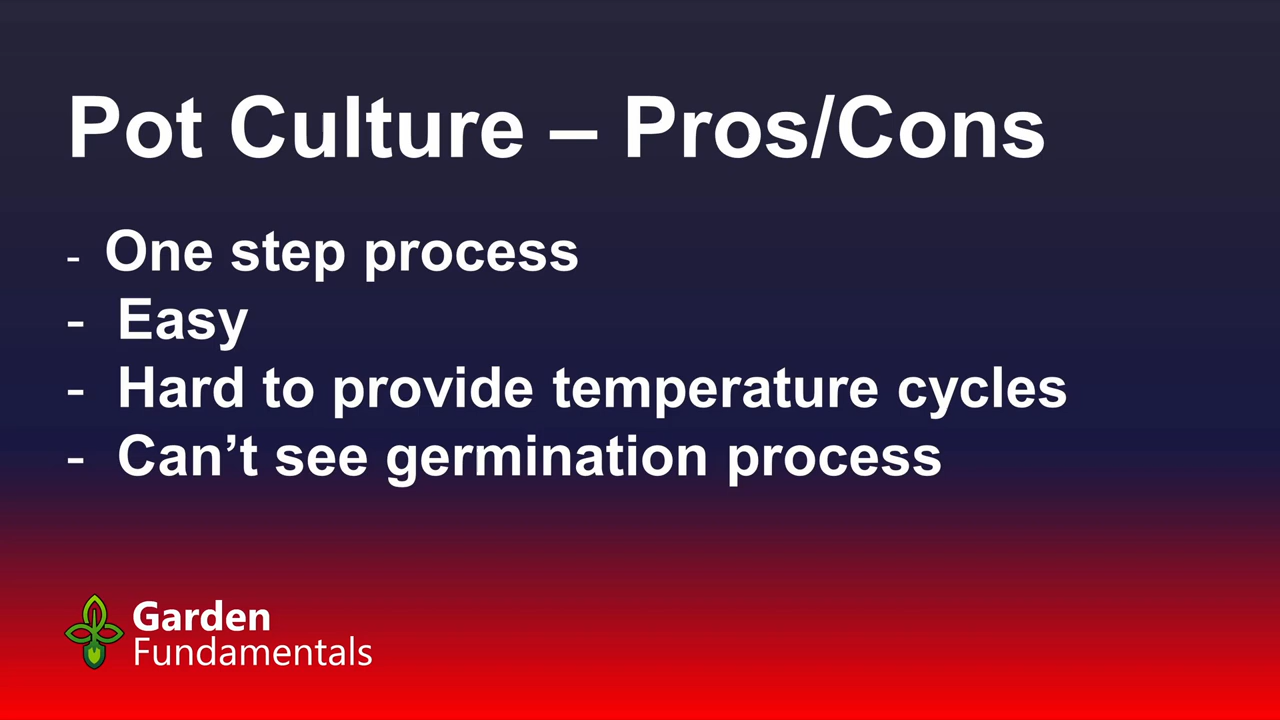 Pot Culture – Pros/Cons
- One step process
- Easy
- Hard to provide temperature cycles
- Can’t see germination process
Garden
Fundamentals